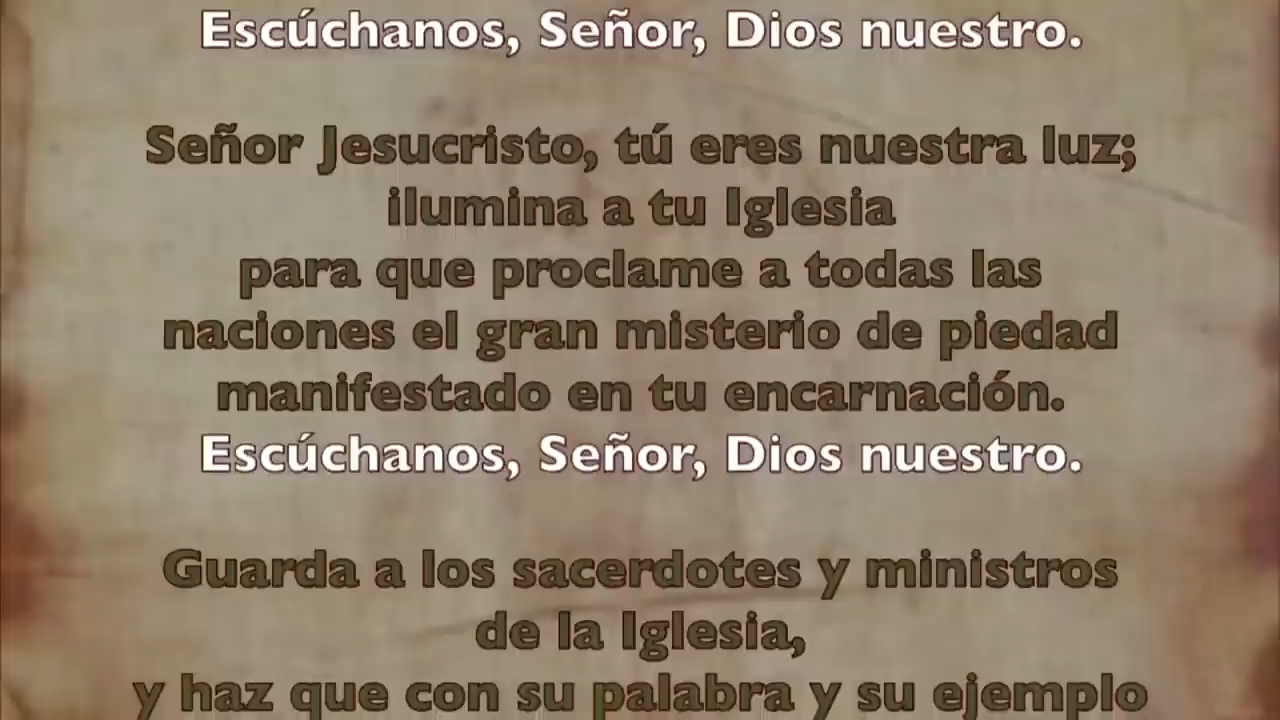 Escúchanos, Señor, Dios nuestro.
Señor Jesucristo, tú eres nuestra luz;
ilumina a tu Iglesia
para que proclame a todas las
naciones el gran misterio de piedad
manifestado en tu encarnación.
Escúchanos, Señor, Dios nuestro.
Guarda a los sacerdotes y ministros
de la Iglesia,
y haz que con su palabra y su ejemplo